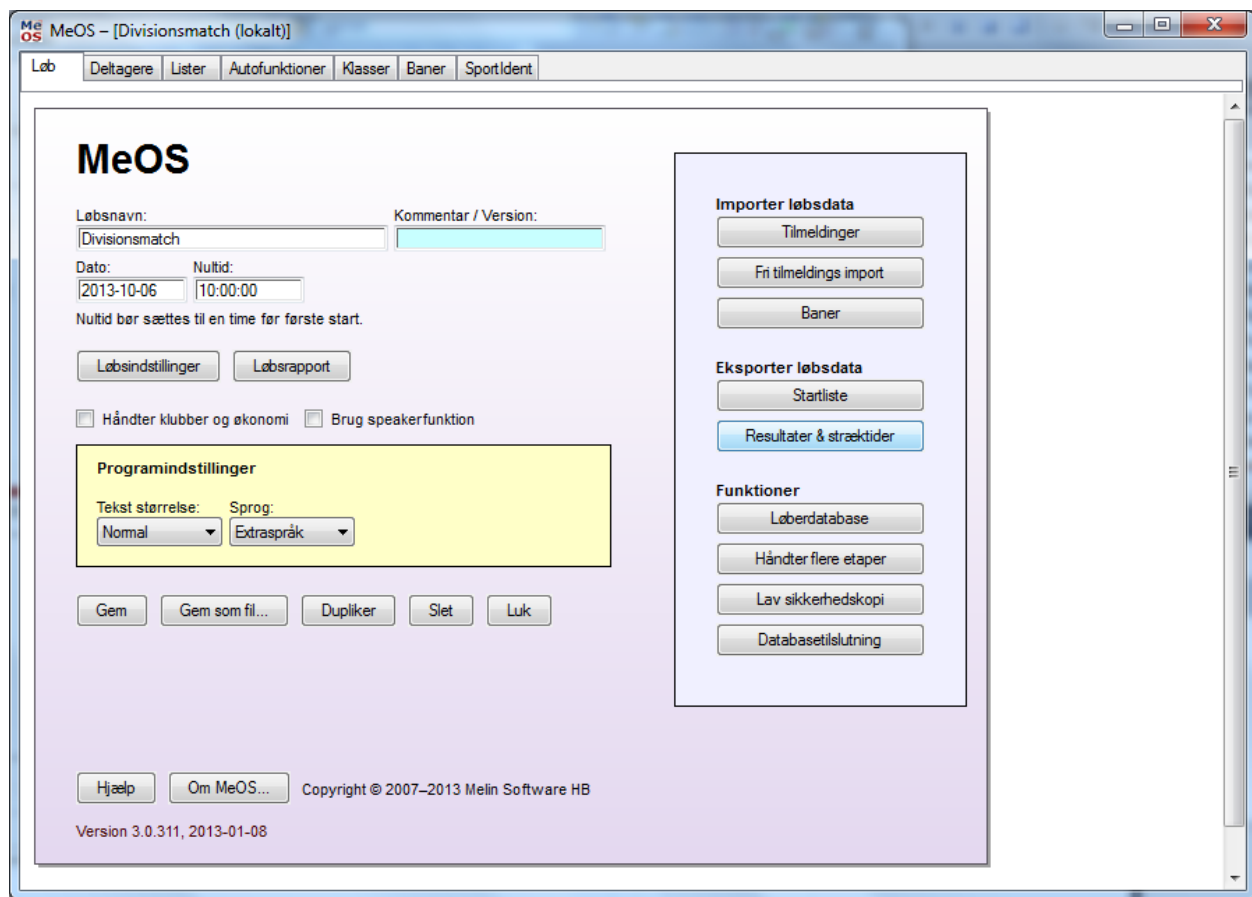 MeOS – [Divisionsmatch (lokalt)]
Løb Deltagere Lister Autofunktioner Klasser Baner SportIdent
MeOS
Løbsnavn: Kommentar / Version:
Divisionsmatch
Dato: Nultid:
2013-10-06 10:00:00
Nultid bør sættes til en time før første start.
Løbsindstillinger Løbsrapport
Håndter klubber og økonomi Brug speakerfunktion
Programindstillinger
Tekst størrelse: Sprog:
Normal Extraspråk
Gem Gem som fil... Dupliker Slet Luk
Importer løbsdata
Tilmeldinger
Fri tilmeldings import
Baner
Eksporter løbsdata
Startliste
Resultater & stræktider
Funktioner
Løberdatabase
Håndter flere etaper
Lav sikkerhedskopi
Databasetilslutning
Hjælp Om MeOS... Copyright © 2007–2013 Melin Software HB
Version 3.0.311, 2013-01-08